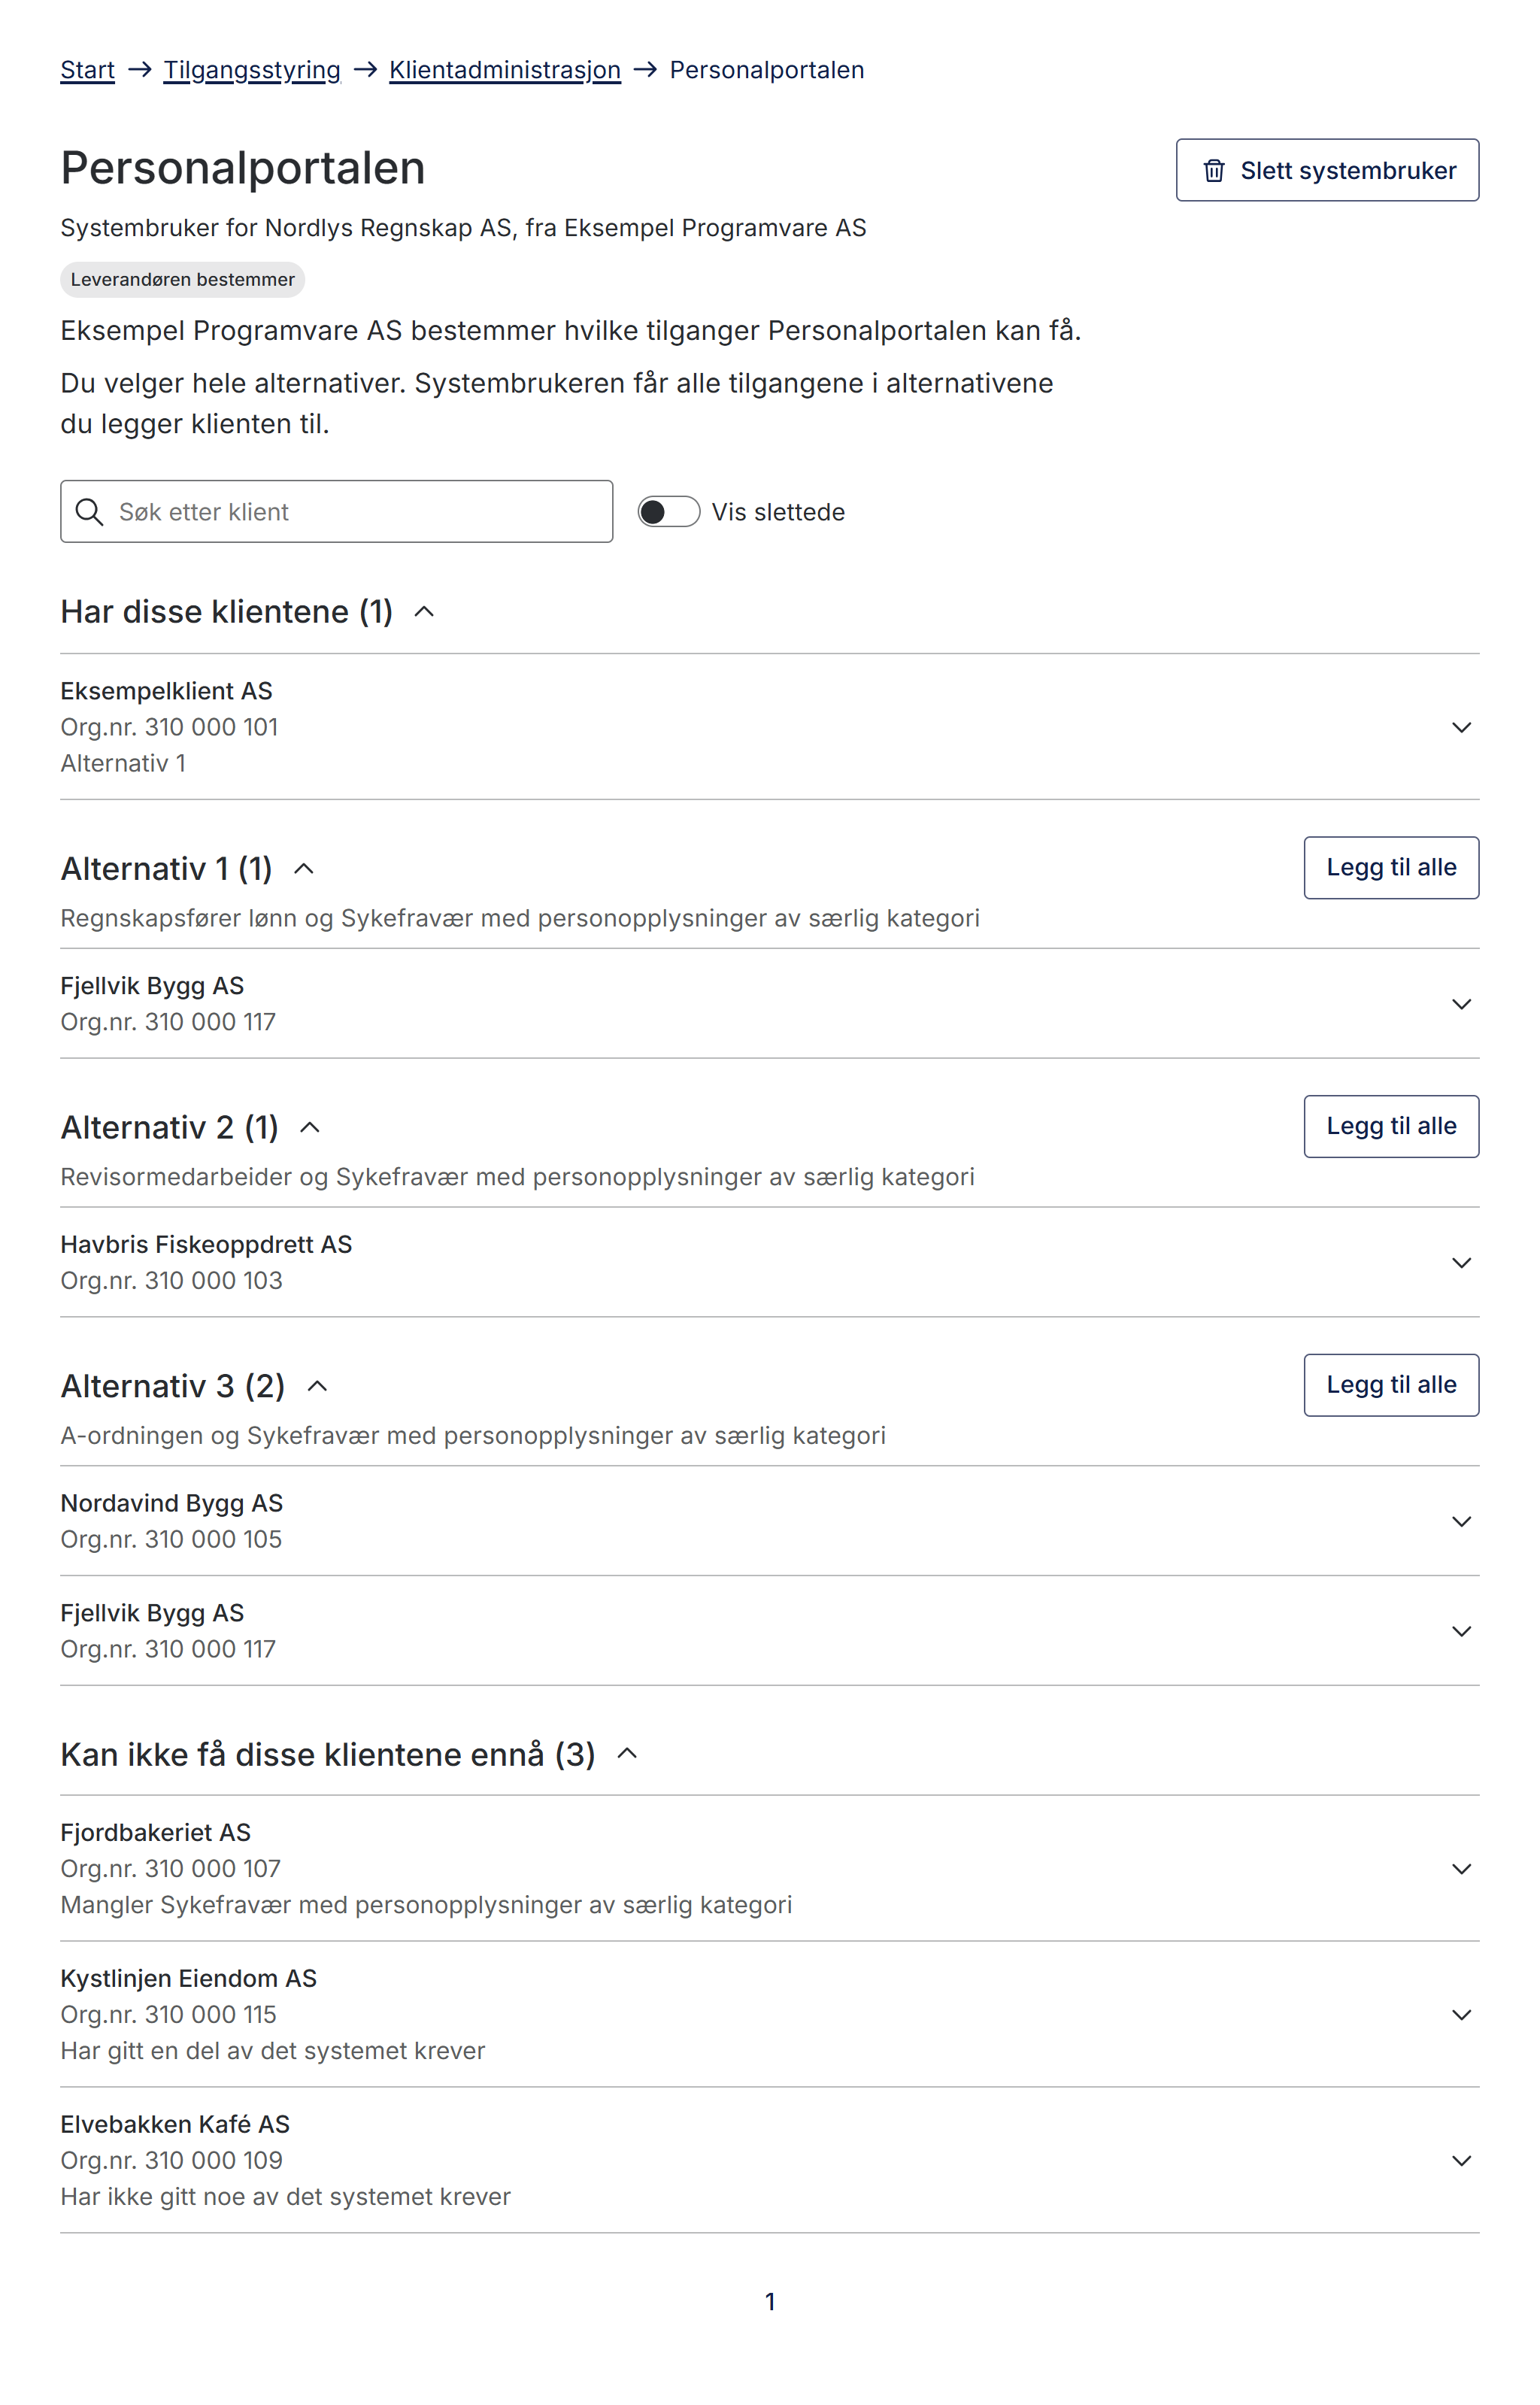 Start → Tilgangsstyring → Klientadministrasjon → Personalportalen
Personalportalen
Slett systembruker
Systembruker for Nordlys Regnskap AS, fra Eksempel Programvare AS
Leverandøren bestemmer
Eksempel Programvare AS bestemmer hvilke tilganger Personalportalen kan få.
Du velger hele alternativer. Systembrukeren får alle tilgangene i alternativene
du legger klienten til.
Søk etter klient
Vis slettede
Har disse klientene (1)
Eksempelklient AS
Org.nr. 310 000 101
Alternativ 1
Alternativ 1 (1)
Legg til alle
Regnskapsfører lønn og Sykefravær med personopplysninger av særlig kategori
Fjellvik Bygg AS
Org.nr. 310 000 117
Alternativ 2 (1)
Legg til alle
Revisormedarbeider og Sykefravær med personopplysninger av særlig kategori
Havbris Fiskeoppdrett AS
Org.nr. 310 000 103
Alternativ 3 (2)
Legg til alle
A-ordningen og Sykefravær med personopplysninger av særlig kategori
Nordavind Bygg AS
Org.nr. 310 000 105
Fjellvik Bygg AS
Org.nr. 310 000 117
Kan ikke få disse klientene ennå (3)
Fjordbakeriet AS
Org.nr. 310 000 107
Mangler Sykefravær med personopplysninger av særlig kategori
Kystlinjen Eiendom AS
Org.nr. 310 000 115
Har gitt en del av det systemet krever
Elvebakken Kafé AS
Org.nr. 310 000 109
Har ikke gitt noe av det systemet krever
1